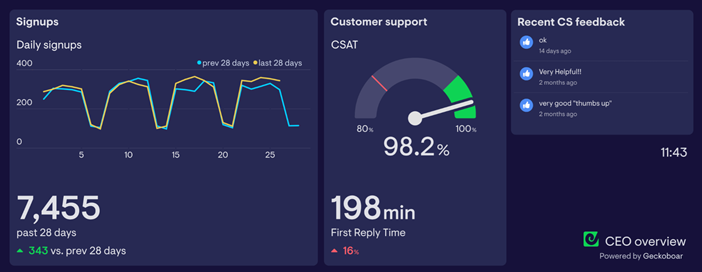 Signups
Daily signups
prev 28 days last 28 days
400
200
0
5 10 15 20 25
7,455
past 28 days
343 vs. prev 28 days
Customer support
CSAT
80% 100%
98.2%
198min
First Reply Time
16%
Recent CS feedback
ok
14 days ago
Very Helpful!!
2 months ago
very good "thumbs up"
2 months ago
11:43
CEO overview
Powered by Geckoboar